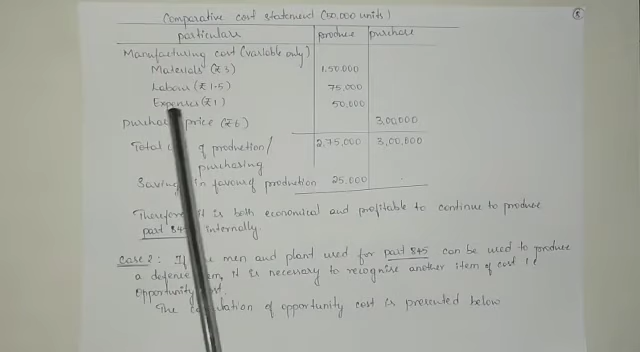 Comparative cost statement (50,000 units)
particulars produce purchase
Manufacturing cost (variable only)
Materials (₹3) 1,50,000
Labour (₹1.5) 75,000
Expenses (₹1) 50,000
price (₹6) 3,00,000
Total of production/ 2,75,000 3,00,000
purchasing
Saving in favour of production 25,000
Therefore it is both economical and profitable to continue to produce
part 845 internally.
Case 2: If men and plant used for part 845 can be used to produce
a defence item, it is necessary to recognise another item of cost i.e
opportunity cost.
The of opportunity cost is presented below
8